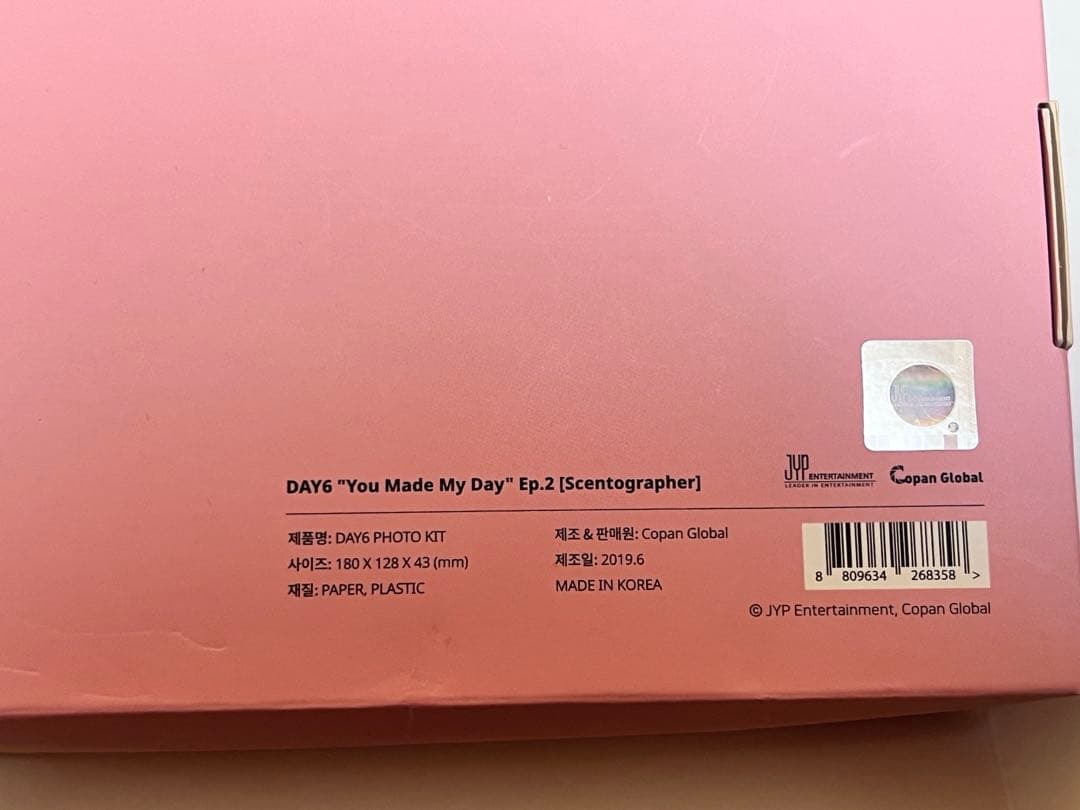 JYP ENTERTAINMENT
LEADER IN ENTERTAINMENT
Copan Global
DAY6 "You Made My Day" Ep.2 [Scentographer]
제품명: DAY6 PHOTO KIT
사이즈: 180 X 128 X 43 (mm)
재질: PAPER, PLASTIC
제조 & 판매원: Copan Global
제조일: 2019.6
MADE IN KOREA
8 809634 268358 >
© JYP Entertainment, Copan Global